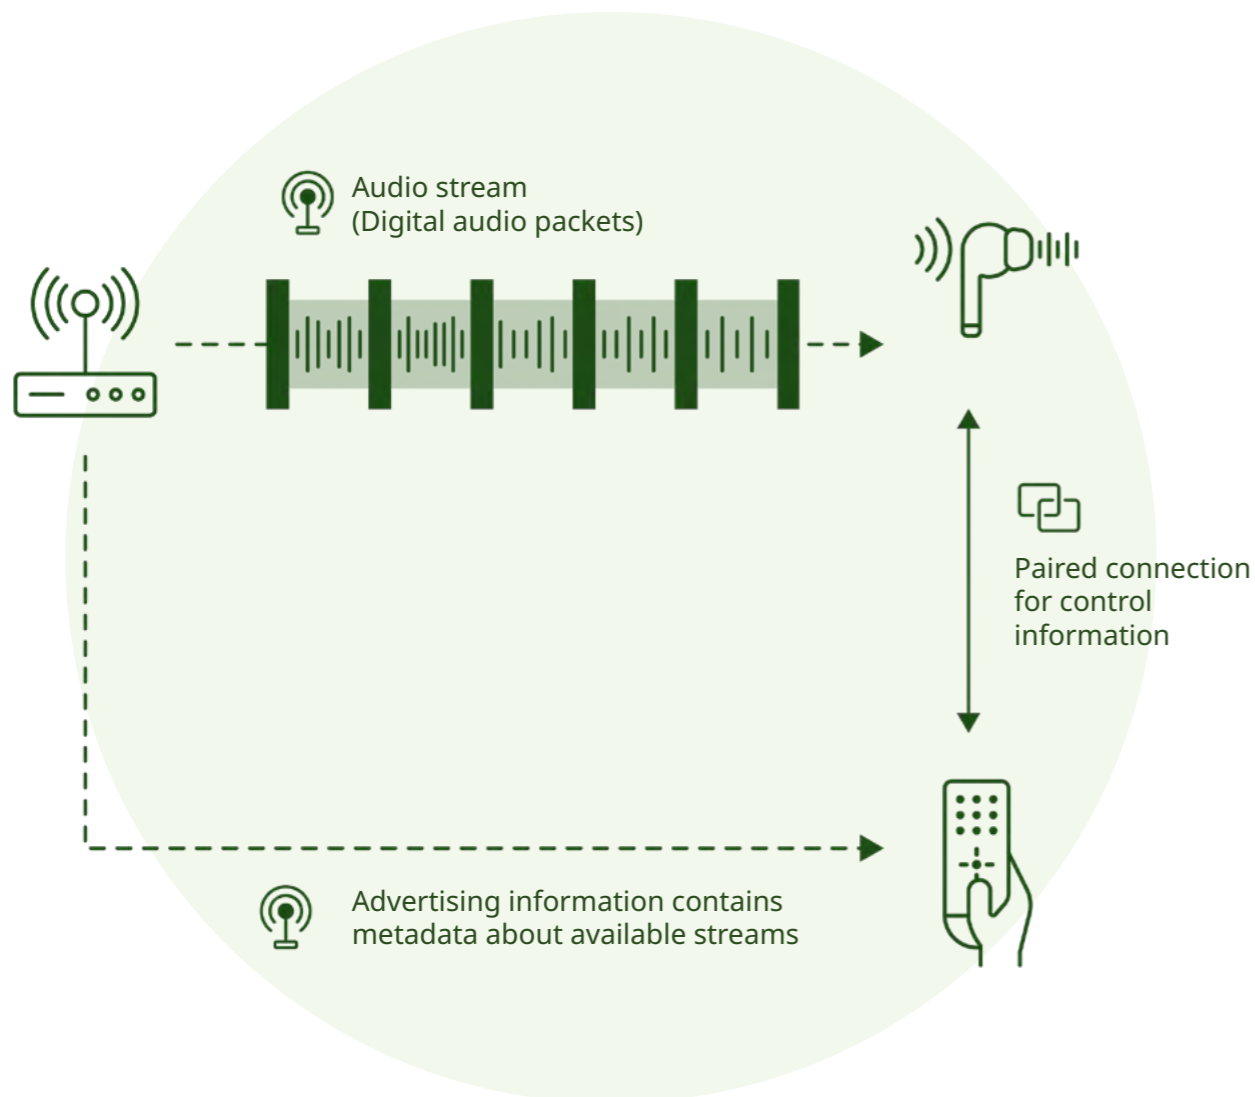 Audio stream
(Digital audio packets)
Paired connection
for control
information
Advertising information contains
metadata about available streams